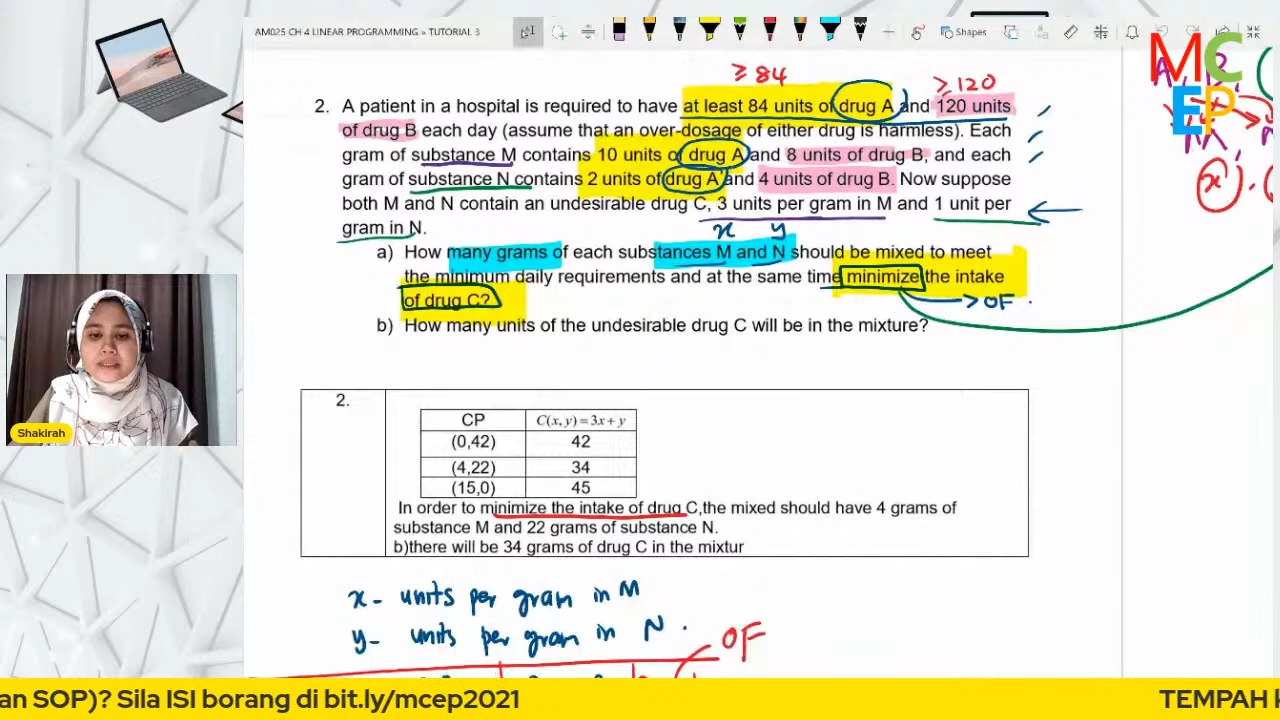 AM025 CH 4 LINEAR PROGRAMMING » TUTORIAL 3
Shapes
MC
EP
≥ 84
≥ 120
2. A patient in a hospital is required to have at least 84 units of drug A and 120 units
of drug B each day (assume that an over-dosage of either drug is harmless). Each
gram of substance M contains 10 units of drug A and 8 units of drug B, and each
gram of substance N contains 2 units of drug A and 4 units of drug B. Now suppose
both M and N contain an undesirable drug C, 3 units per gram in M and 1 unit per
gram in N.
x y
a) How many grams of each substances M and N should be mixed to meet
the minimum daily requirements and at the same time minimize the intake
of drug C?
> OF
b) How many units of the undesirable drug C will be in the mixture?
2.
CP C(x, y) = 3x + y
(0,42) 42
(4,22) 34
(15,0) 45
In order to minimize the intake of drug C,the mixed should have 4 grams of
substance M and 22 grams of substance N.
b)there will be 34 grams of drug C in the mixtur
x - units per gram in M
y - units per gram in N .
OF
Shakirah
an SOP)? Sila ISI borang di bit.ly/mcep2021
TEMPAH